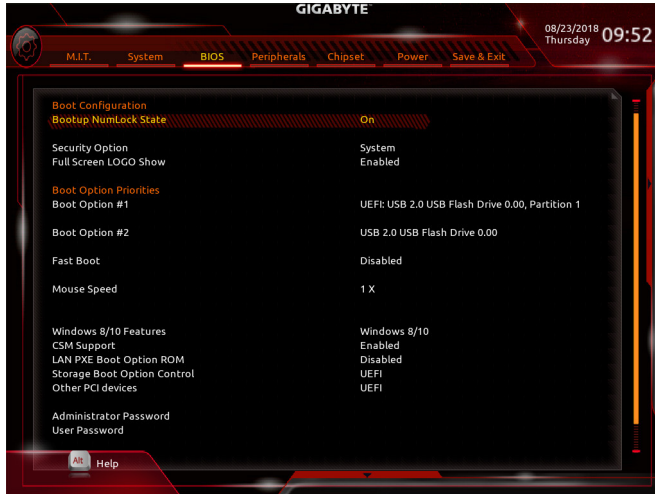 GIGABYTE™
08/23/2018
Thursday
09:52
M.I.T. System BIOS Peripherals Chipset Power Save & Exit
Boot Configuration
Bootup NumLock State On
Security Option System
Full Screen LOGO Show Enabled
Boot Option Priorities
Boot Option #1 UEFI: USB 2.0 USB Flash Drive 0.00, Partition 1
Boot Option #2 USB 2.0 USB Flash Drive 0.00
Fast Boot Disabled
Mouse Speed 1 X
Windows 8/10 Features Windows 8/10
CSM Support Enabled
LAN PXE Boot Option ROM Disabled
Storage Boot Option Control UEFI
Other PCI devices UEFI
Administrator Password
User Password
Alt Help